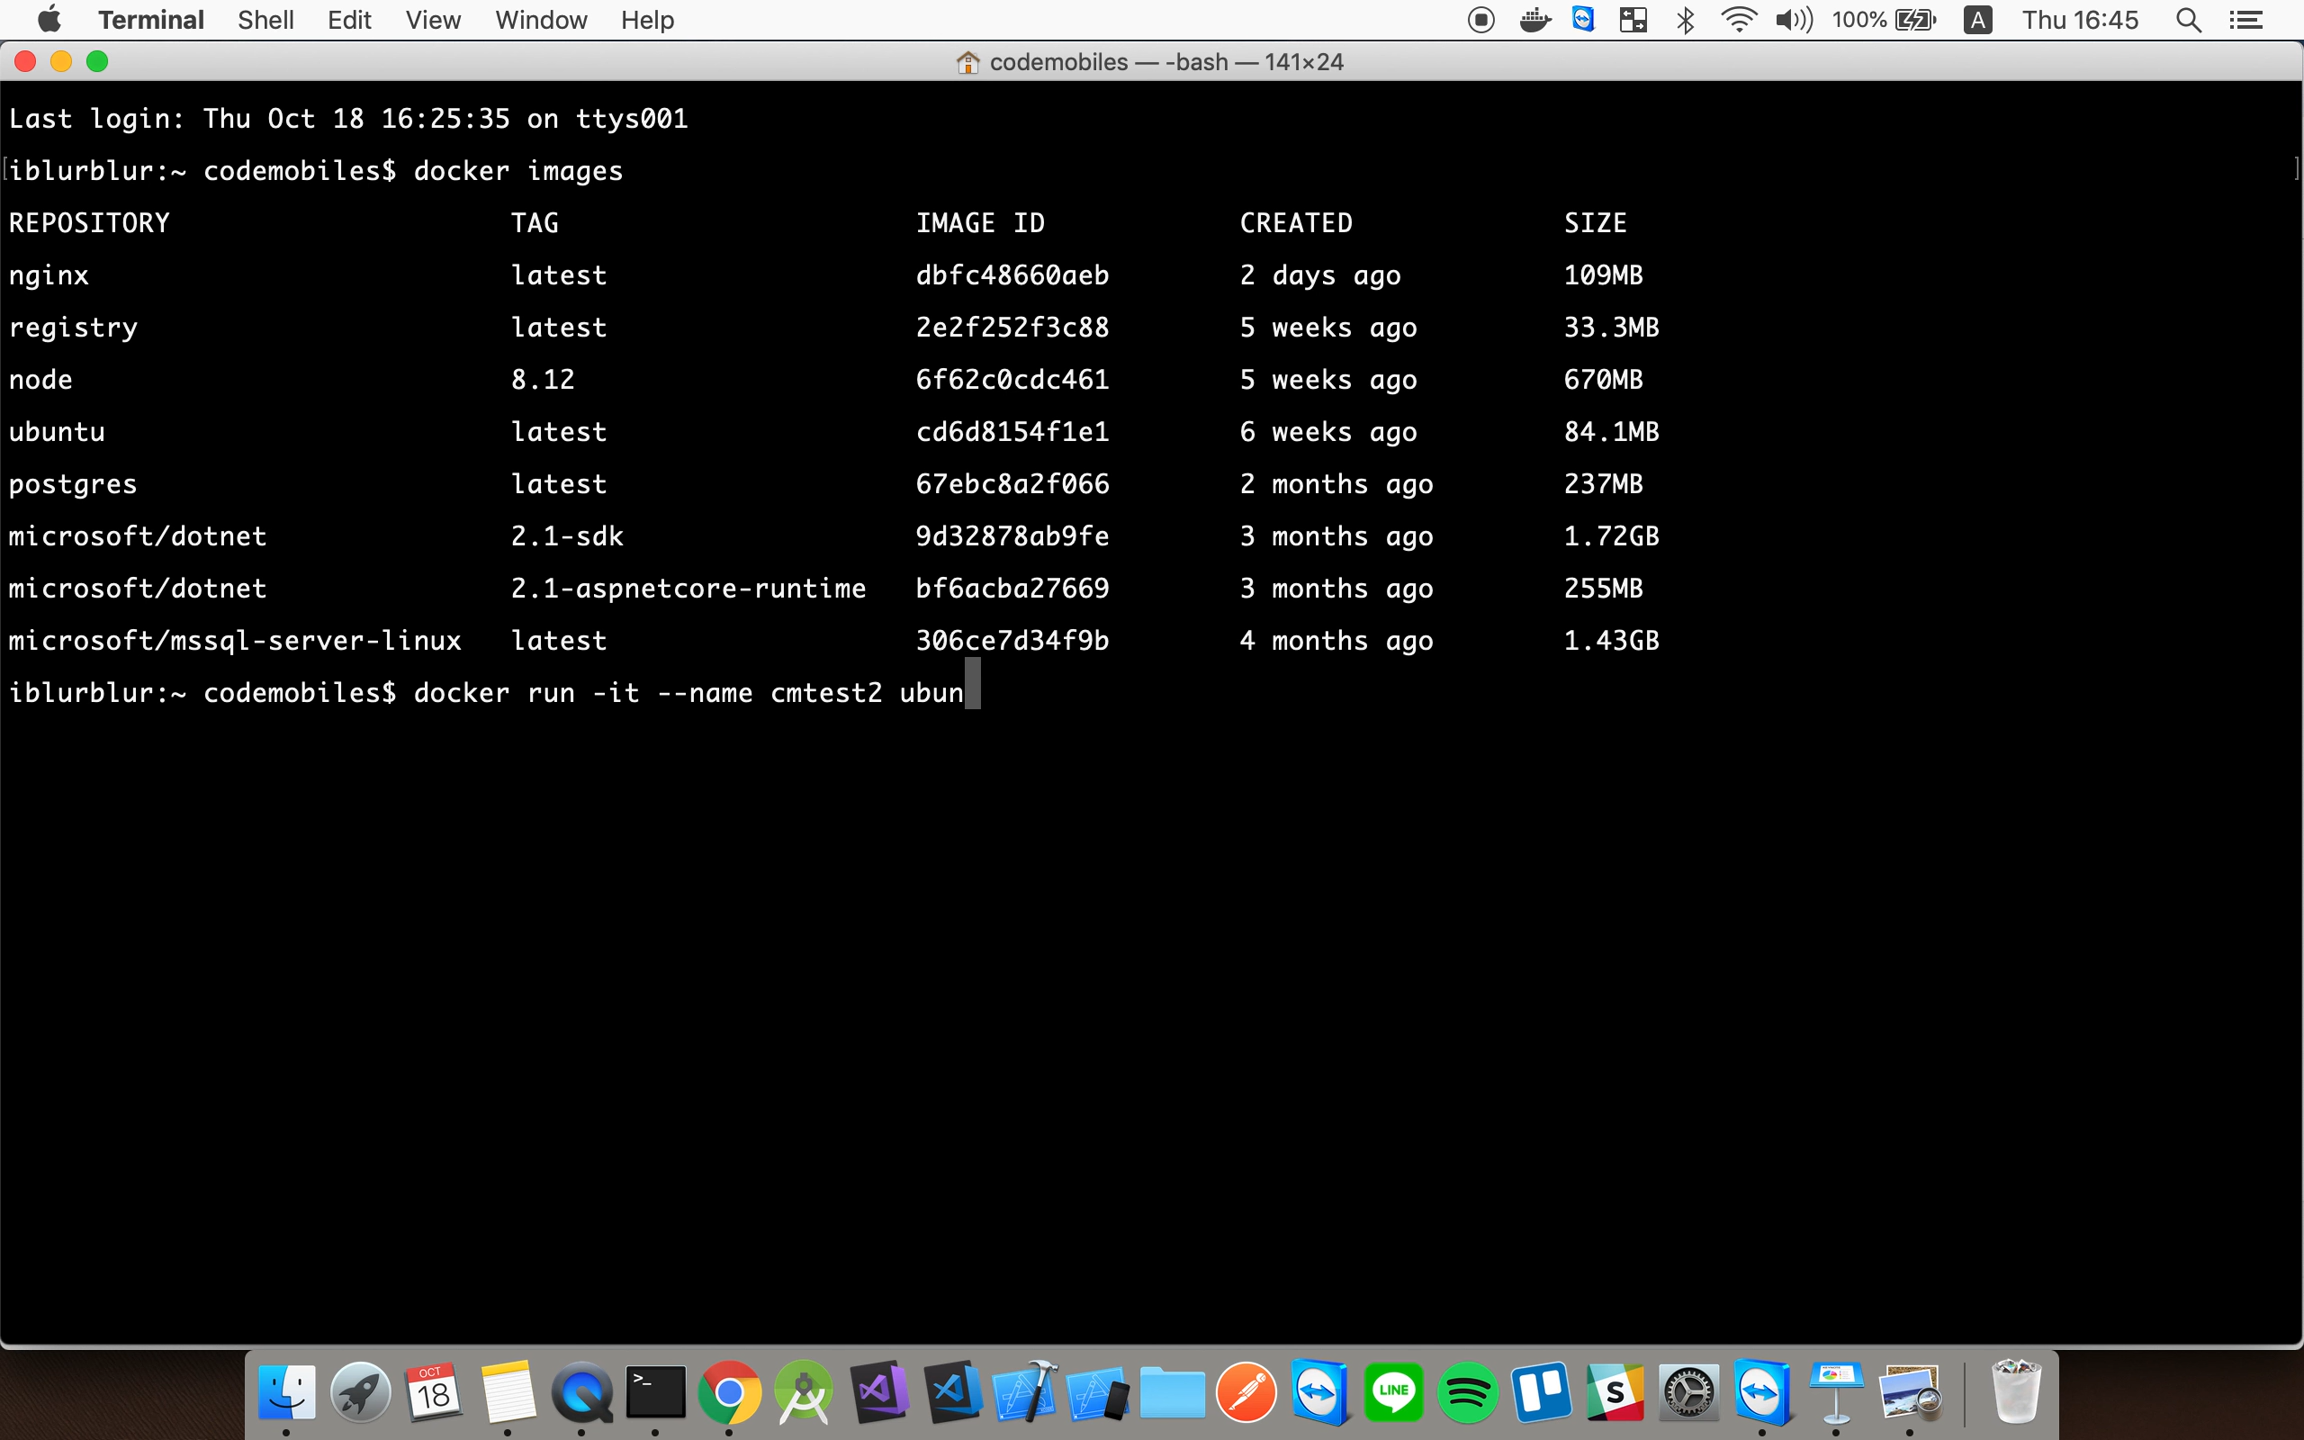 Terminal Shell Edit View Window Help 100% A Thu 16:45
codemobiles — -bash — 141×24
Last login: Thu Oct 18 16:25:35 on ttys001
[iblurblur:~ codemobiles$ docker images ]
REPOSITORY TAG IMAGE ID CREATED SIZE
nginx latest dbfc48660aeb 2 days ago 109MB
registry latest 2e2f252f3c88 5 weeks ago 33.3MB
node 8.12 6f62c0cdc461 5 weeks ago 670MB
ubuntu latest cd6d8154f1e1 6 weeks ago 84.1MB
postgres latest 67ebc8a2f066 2 months ago 237MB
microsoft/dotnet 2.1-sdk 9d32878ab9fe 3 months ago 1.72GB
microsoft/dotnet 2.1-aspnetcore-runtime bf6acba27669 3 months ago 255MB
microsoft/mssql-server-linux latest 306ce7d34f9b 4 months ago 1.43GB
iblurblur:~ codemobiles$ docker run -it --name cmtest2 ubun
OCT
18
>_
LINE
S